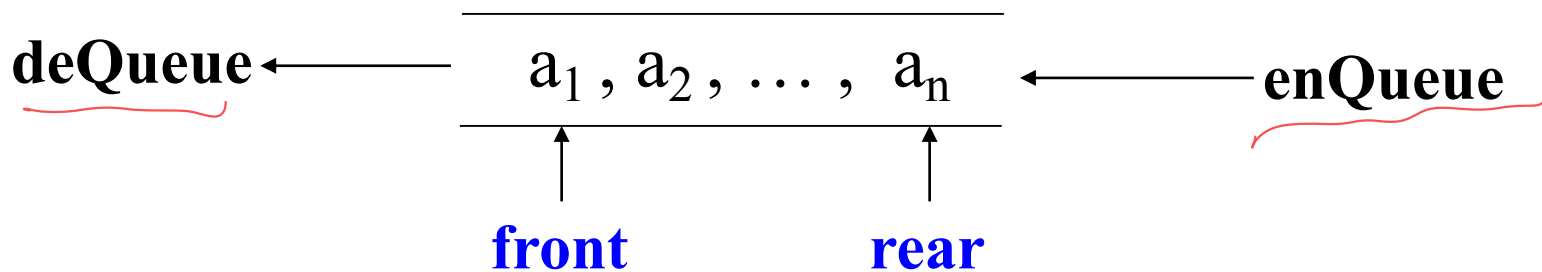 deQueue a₁ , a₂ , … , aₙ enQueue
front rear